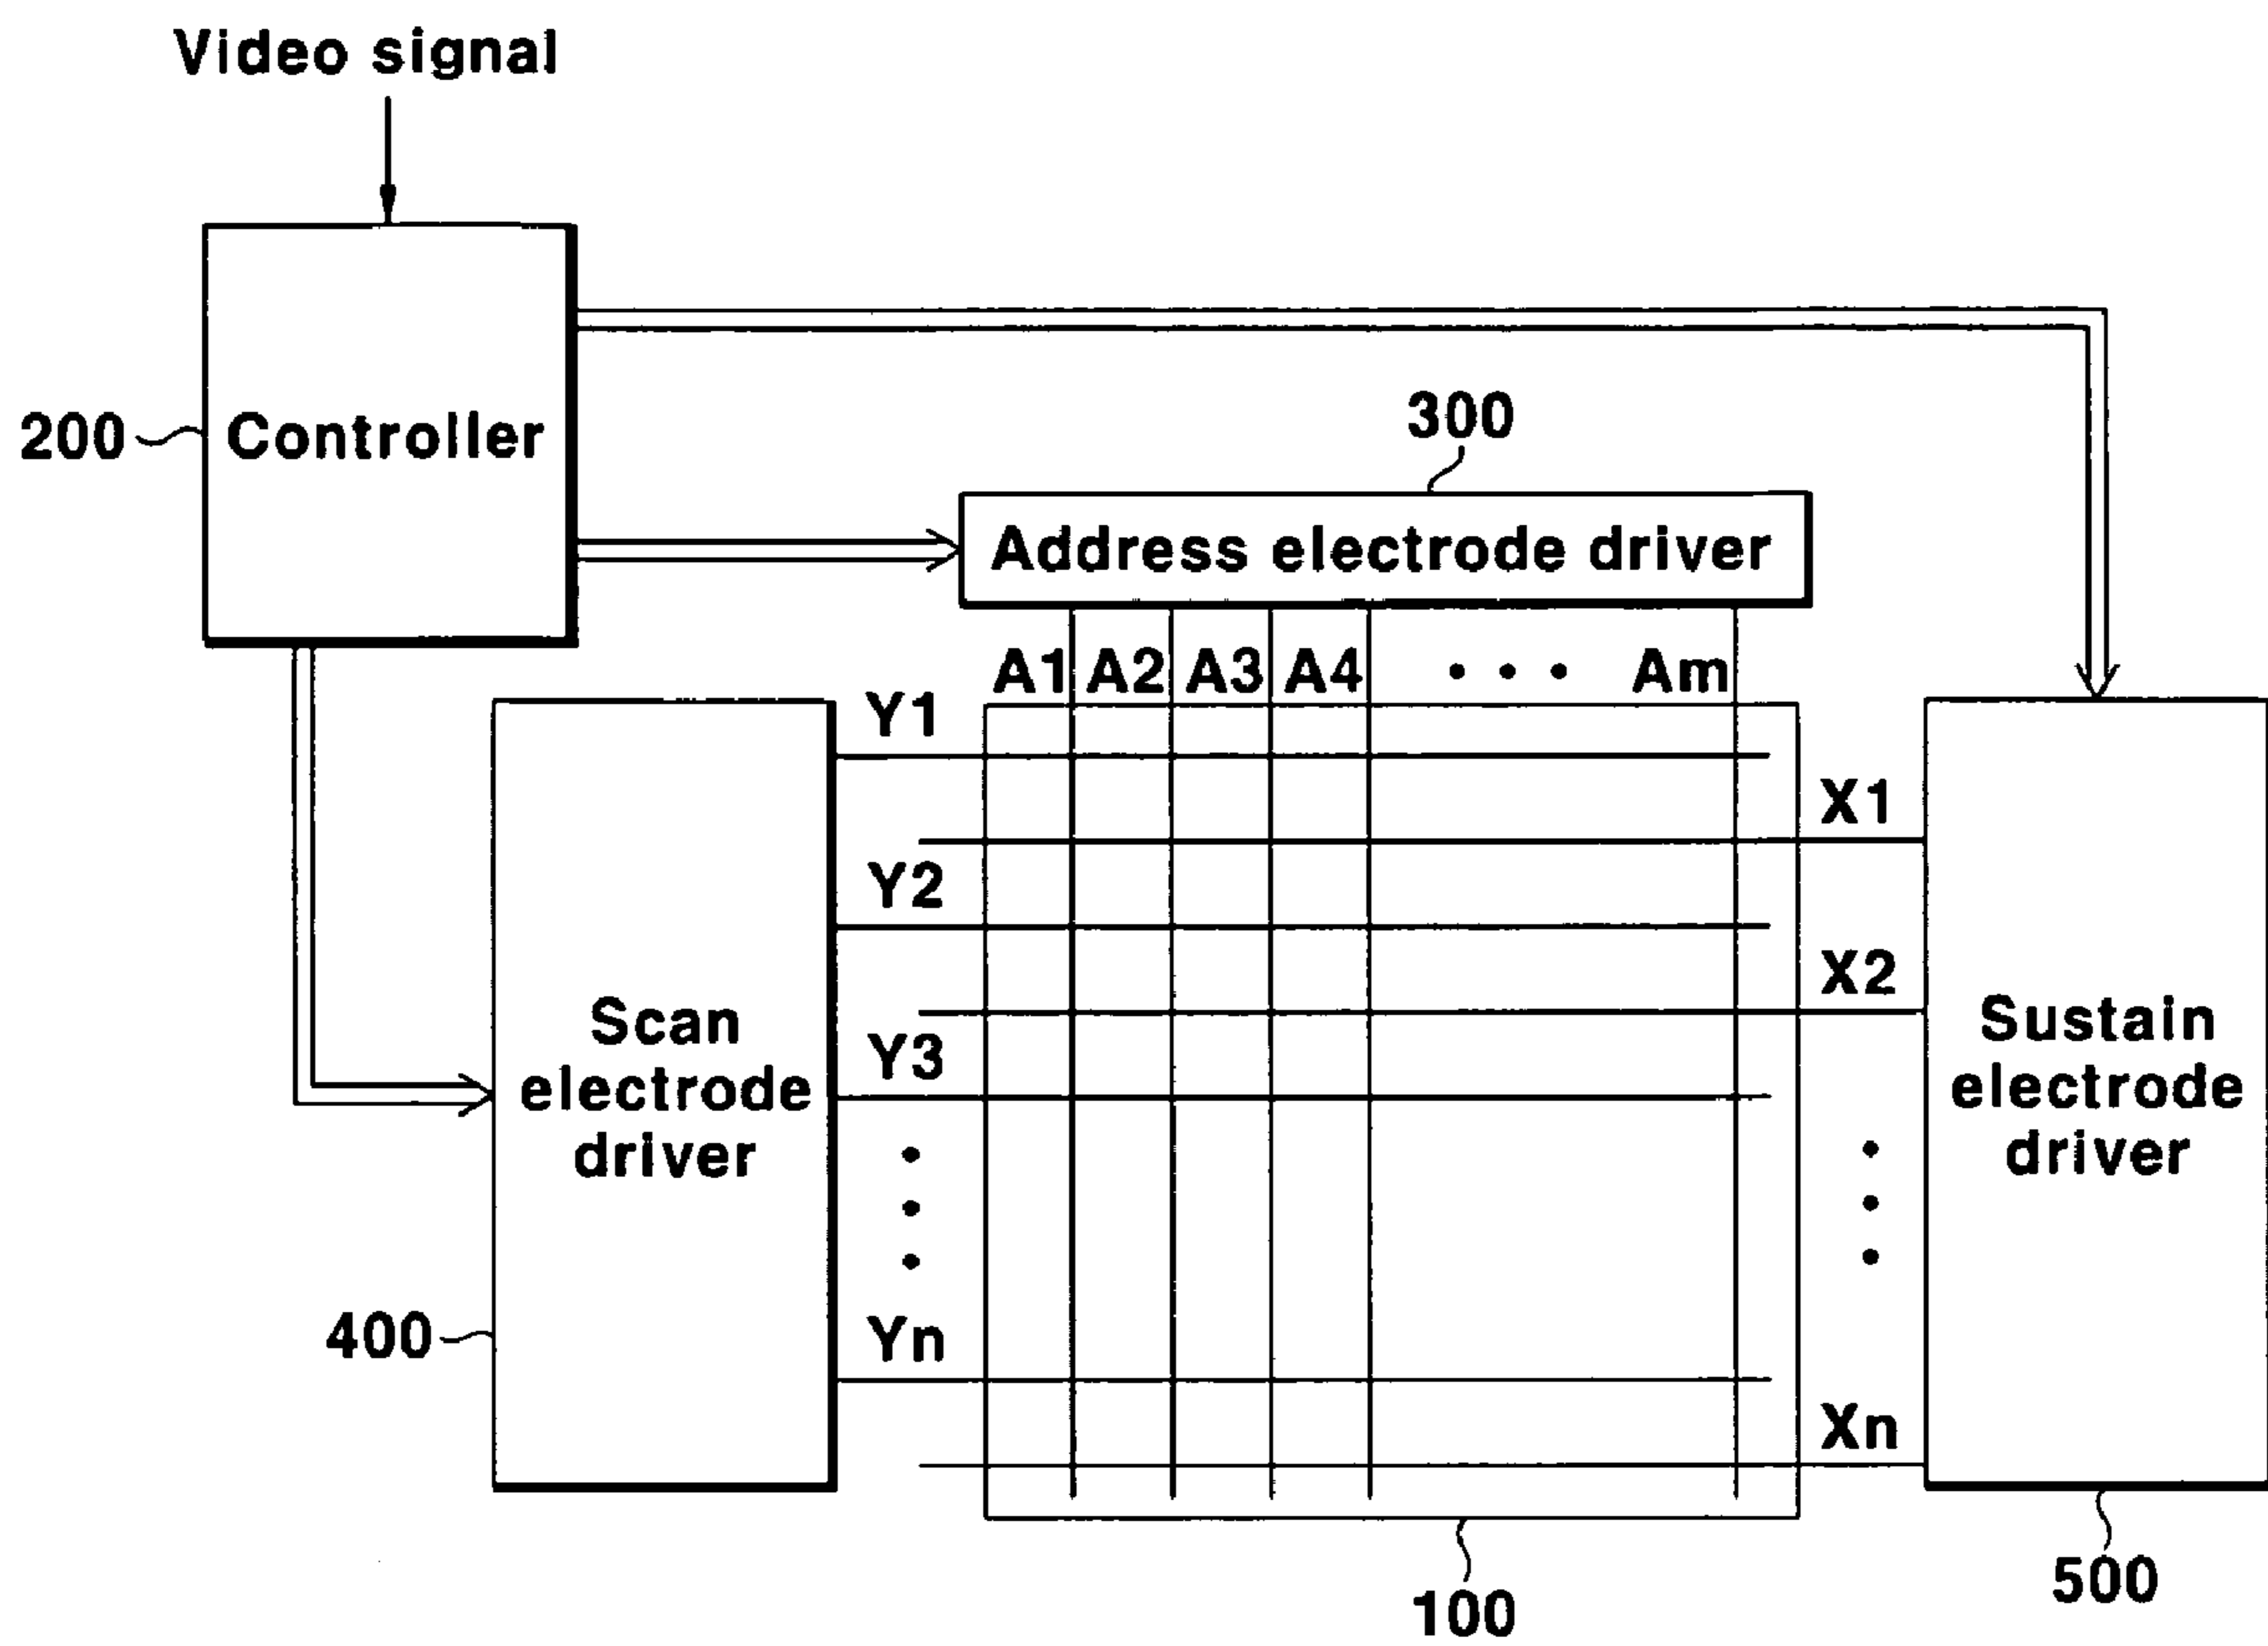 Video signal
200
Controller
300
Address electrode driver
A1 A2 A3 A4 • • • Am
Y1
X1
Y2
X2
Y3
Scan
electrode
driver
Sustain
electrode
driver
400
Yn
Xn
100
500